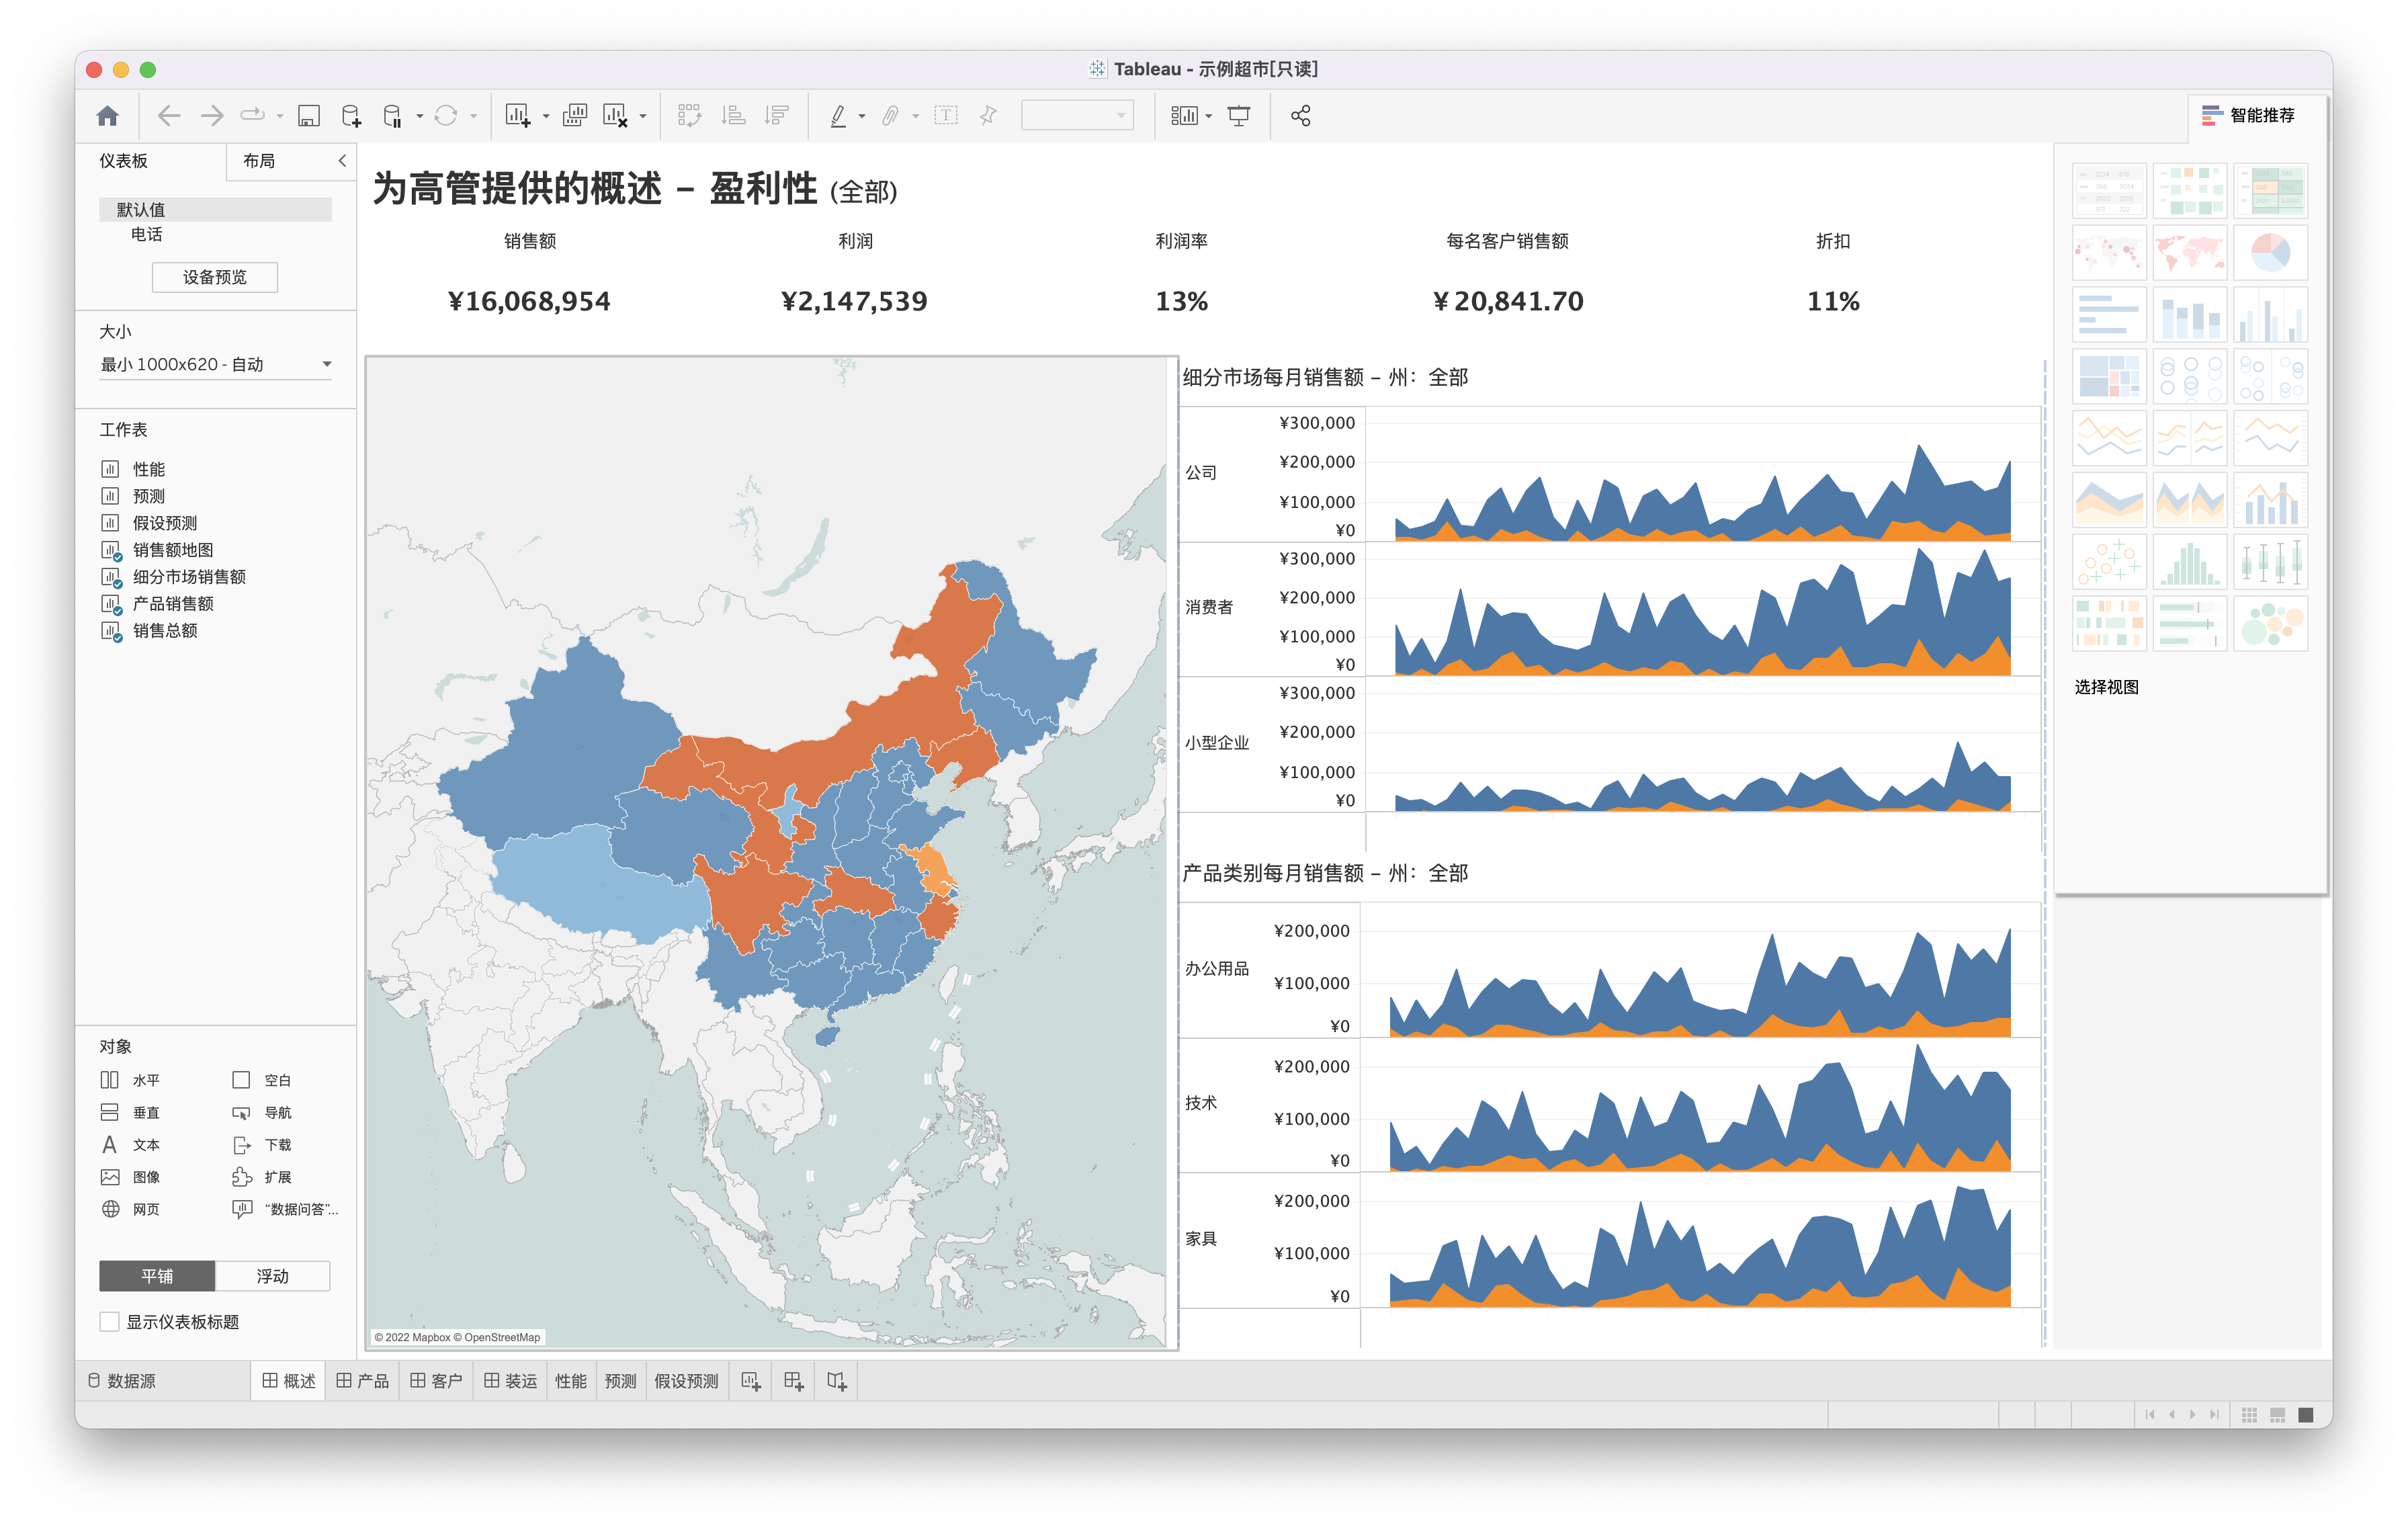 Tableau - 示例超市[只读]
智能推荐
仪表板
布局
默认值
电话
设备预览
大小
最小 1000x620 - 自动
工作表
性能
预测
假设预测
销售额地图
细分市场销售额
产品销售额
销售总额
对象
水平
空白
垂直
导航
文本
下载
图像
扩展
网页
“数据问答”...
平铺
浮动
显示仪表板标题
为高管提供的概述 – 盈利性 (全部)
销售额
利润
利润率
每名客户销售额
折扣
¥16,068,954
¥2,147,539
13%
¥ 20,841.70
11%
© 2022 Mapbox © OpenStreetMap
细分市场每月销售额 – 州：全部
公司
¥300,000
¥200,000
¥100,000
¥0
消费者
¥300,000
¥200,000
¥100,000
¥0
小型企业
¥300,000
¥200,000
¥100,000
¥0
产品类别每月销售额 – 州：全部
办公用品
¥200,000
¥100,000
¥0
技术
¥200,000
¥100,000
¥0
家具
¥200,000
¥100,000
¥0
选择视图
数据源
概述
产品
客户
装运
性能
预测
假设预测